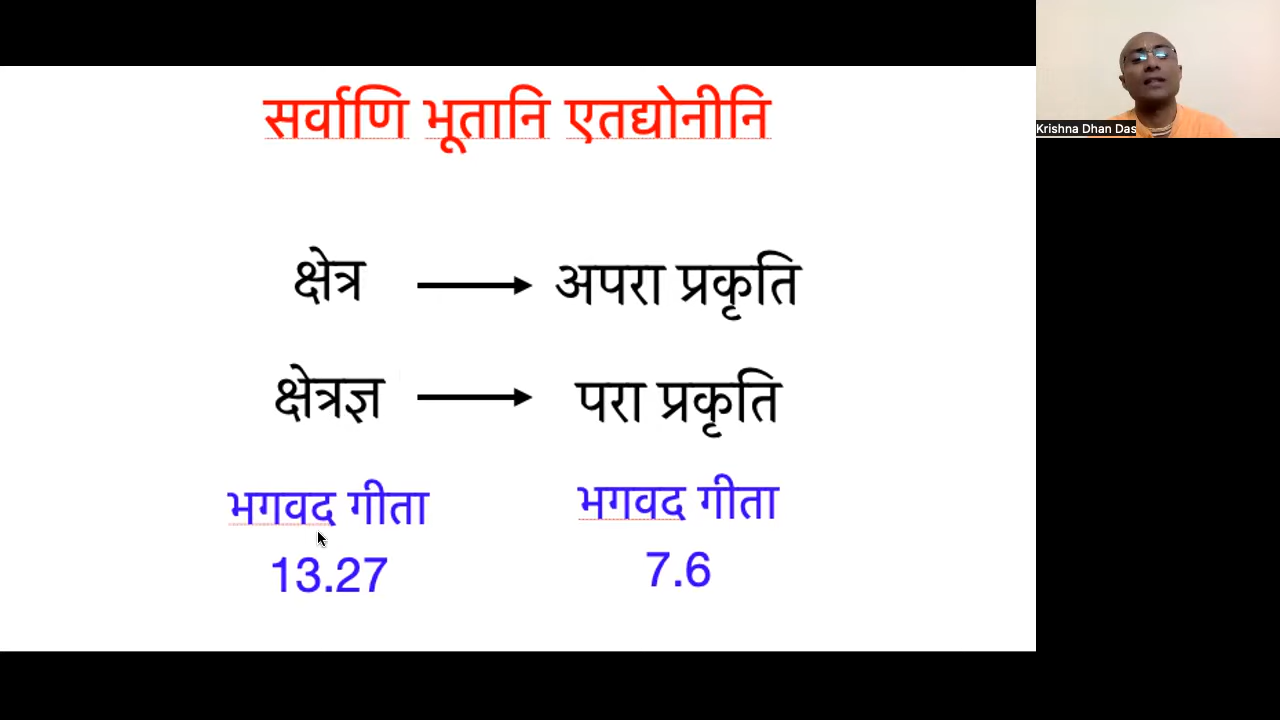 सर्वाणि भूतानि एतद्योनीनि
क्षेत्र → अपरा प्रकृति
क्षेत्रज्ञ → परा प्रकृति
भगवद गीता भगवद गीता
13.27 7.6
Krishna Dhan Das